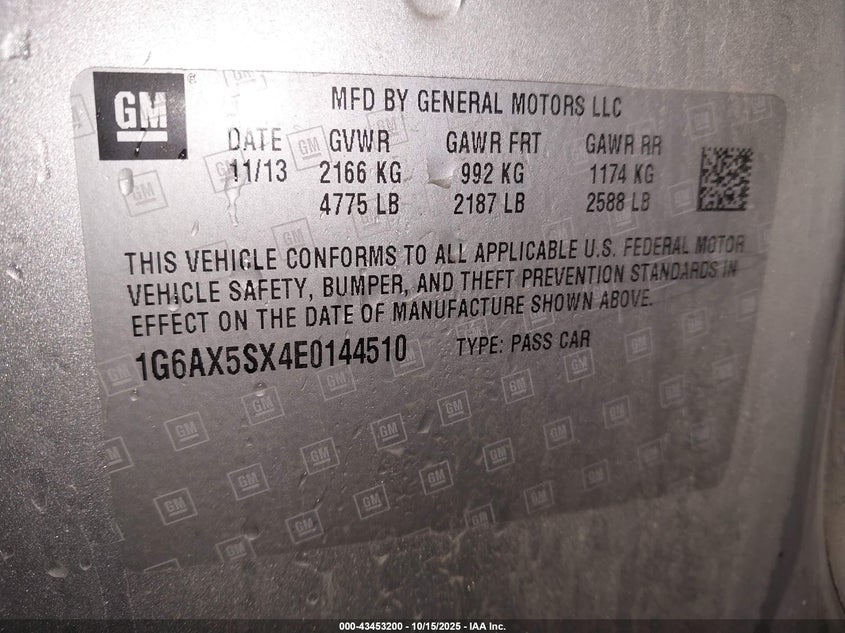 GM
MFD BY GENERAL MOTORS LLC
DATE GVWR GAWR FRT GAWR RR
11/13 2166 KG 992 KG 1174 KG
4775 LB 2187 LB 2588 LB
THIS VEHICLE CONFORMS TO ALL APPLICABLE U.S. FEDERAL MOTOR
VEHICLE SAFETY, BUMPER, AND THEFT PREVENTION STANDARDS IN
EFFECT ON THE DATE OF MANUFACTURE SHOWN ABOVE.
1G6AX5SX4E0144510 TYPE: PASS CAR
000-43453200 - 10/15/2025 - IAA Inc.